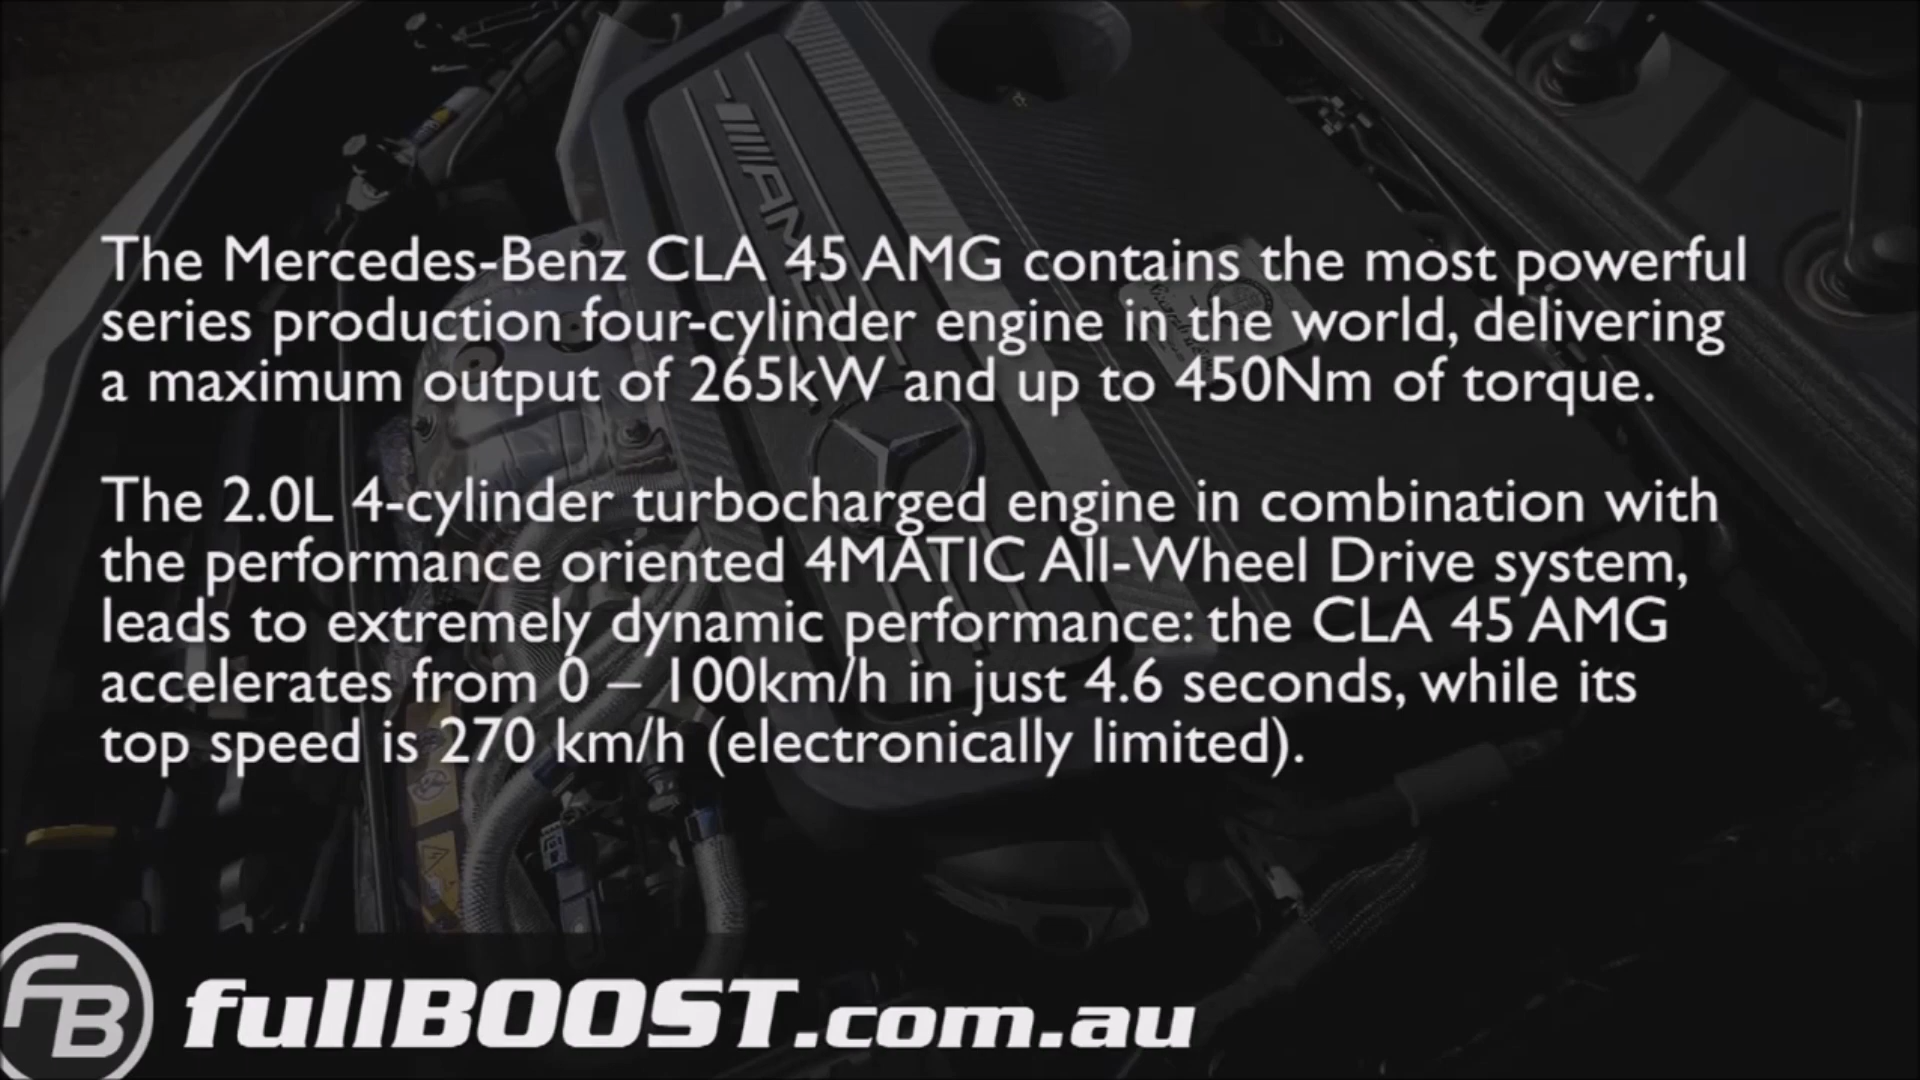 The Mercedes-Benz CLA 45 AMG contains the most powerful
series production four-cylinder engine in the world, delivering
a maximum output of 265kW and up to 450Nm of torque.
The 2.0L 4-cylinder turbocharged engine in combination with
the performance oriented 4MATIC All-Wheel Drive system,
leads to extremely dynamic performance: the CLA 45 AMG
accelerates from 0 – 100km/h in just 4.6 seconds, while its
top speed is 270 km/h (electronically limited).
FB fullBOOST.com.au
AMG